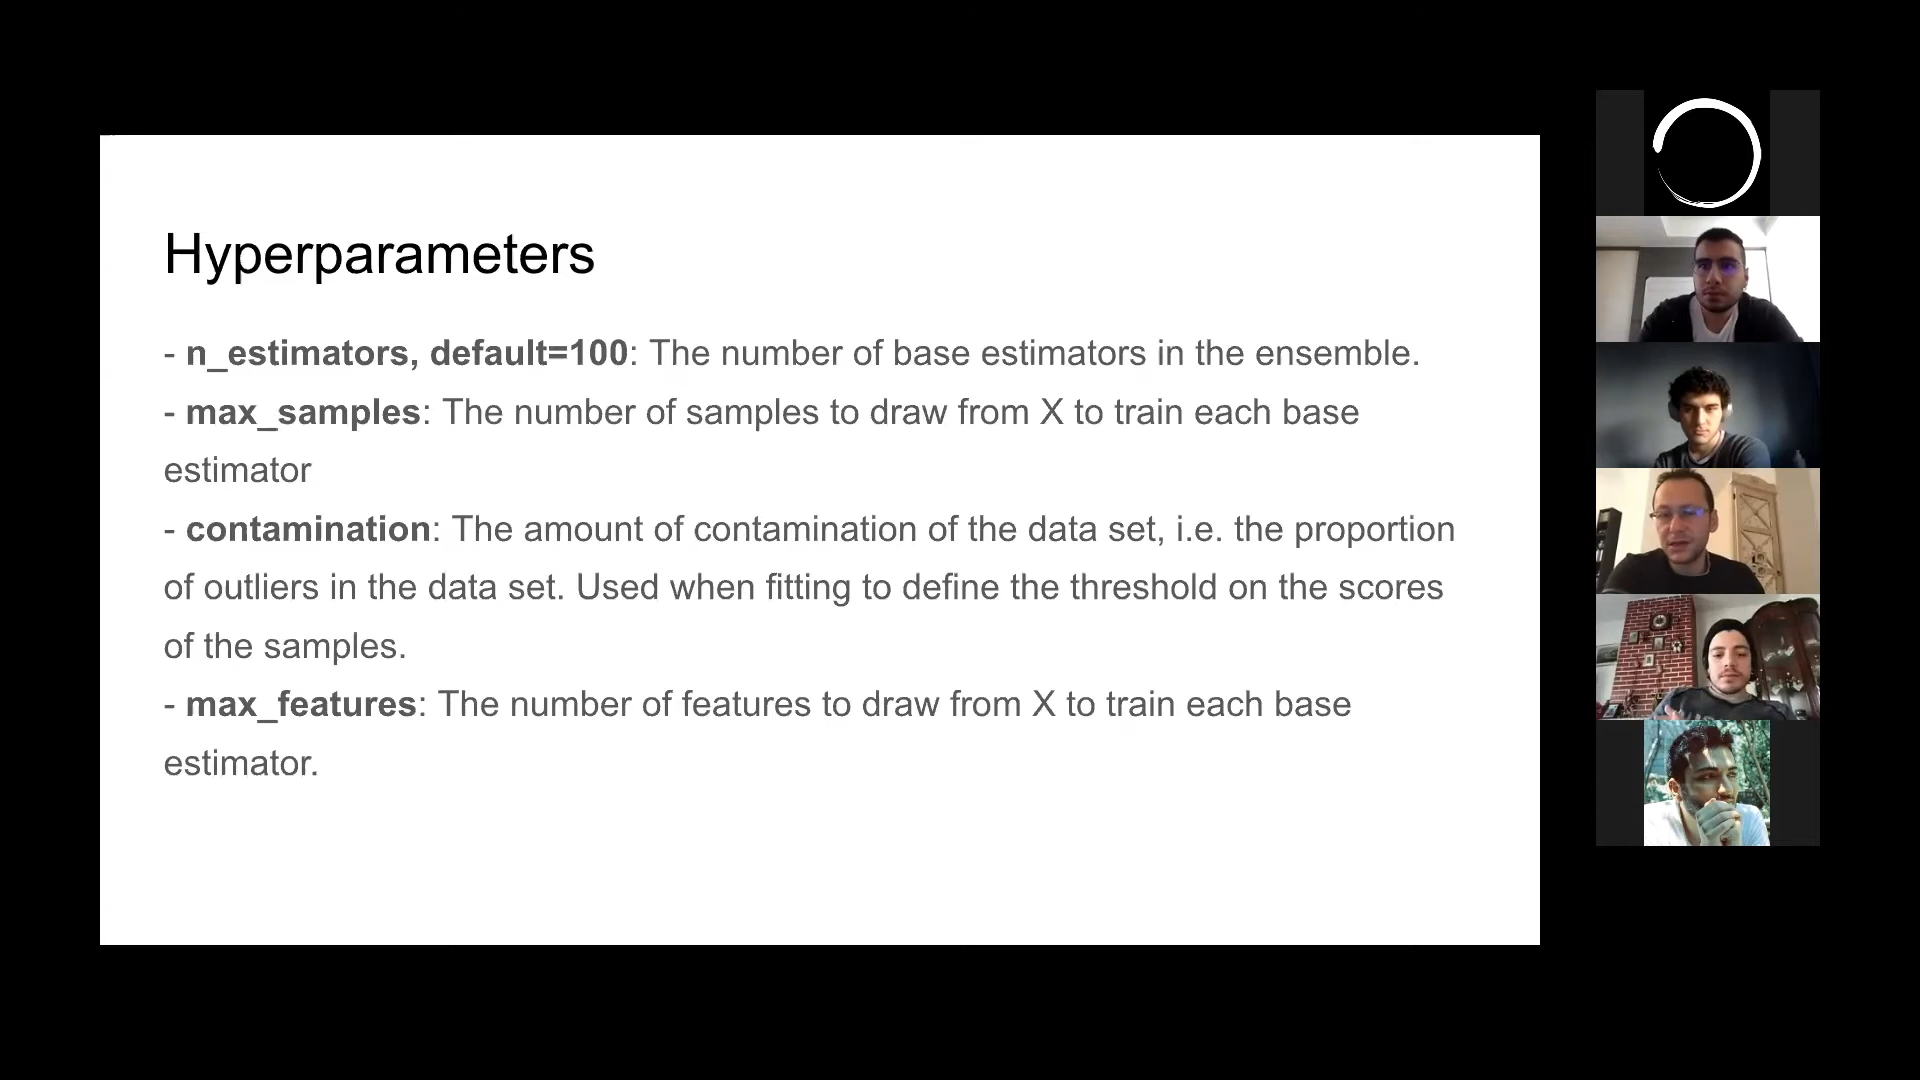 Hyperparameters
- n_estimators, default=100: The number of base estimators in the ensemble.
- max_samples: The number of samples to draw from X to train each base
estimator
- contamination: The amount of contamination of the data set, i.e. the proportion
of outliers in the data set. Used when fitting to define the threshold on the scores
of the samples.
- max_features: The number of features to draw from X to train each base
estimator.